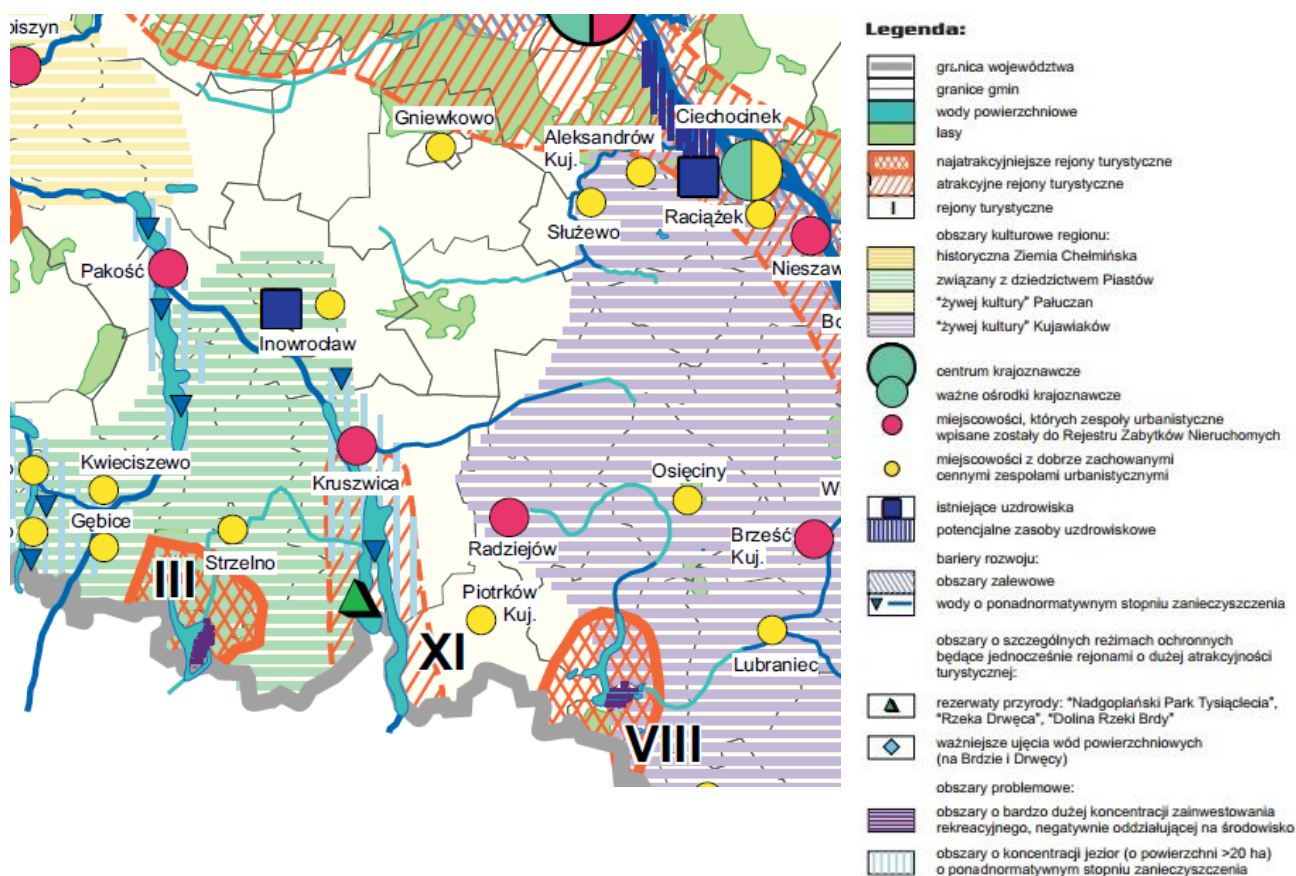 piszyn
Gniewkowo
Ciechocinek
Aleksandrów
Kuj.
Raciążek
Służewo
Nieszaw
Bo
Pakość
Inowrocław
Kwieciszewo
Kruszwica
Osięciny
W
Gębice
Strzelno
Radziejów
Brześć
Kuj.
III
Piotrków
Kuj.
XI
Lubraniec
VIII
Legenda:
granica województwa
granice gmin
wody powierzchniowe
lasy
najatrakcyjniejsze rejony turystyczne
atrakcyjne rejony turystyczne
I rejony turystyczne
obszary kulturowe regionu:
historyczna Ziemia Chełmińska
związany z dziedzictwem Piastów
"żywej kultury" Pałuczan
"żywej kultury" Kujawiaków
centrum krajoznawcze
ważne ośrodki krajoznawcze
miejscowości, których zespoły urbanistyczne
wpisane zostały do Rejestru Zabytków Nieruchomych
miejscowości z dobrze zachowanymi
cennymi zespołami urbanistycznymi
istniejące uzdrowiska
potencjalne zasoby uzdrowiskowe
bariery rozwoju:
obszary zalewowe
wody o ponadnormatywnym stopniu zanieczyszczenia
obszary o szczególnych reżimach ochronnych
będące jednocześnie rejonami o dużej atrakcyjności
turystycznej:
rezerwaty przyrody: "Nadgoplański Park Tysiąclecia",
"Rzeka Drwęca", "Dolina Rzeki Brdy"
ważniejsze ujęcia wód powierzchniowych
(na Brdzie i Drwęcy)
obszary problemowe:
obszary o bardzo dużej koncentracji zainwestowania
rekreacyjnego, negatywnie oddziałującej na środowisko
obszary o koncentracji jezior (o powierzchni >20 ha)
o ponadnormatywnym stopniu zanieczyszczenia